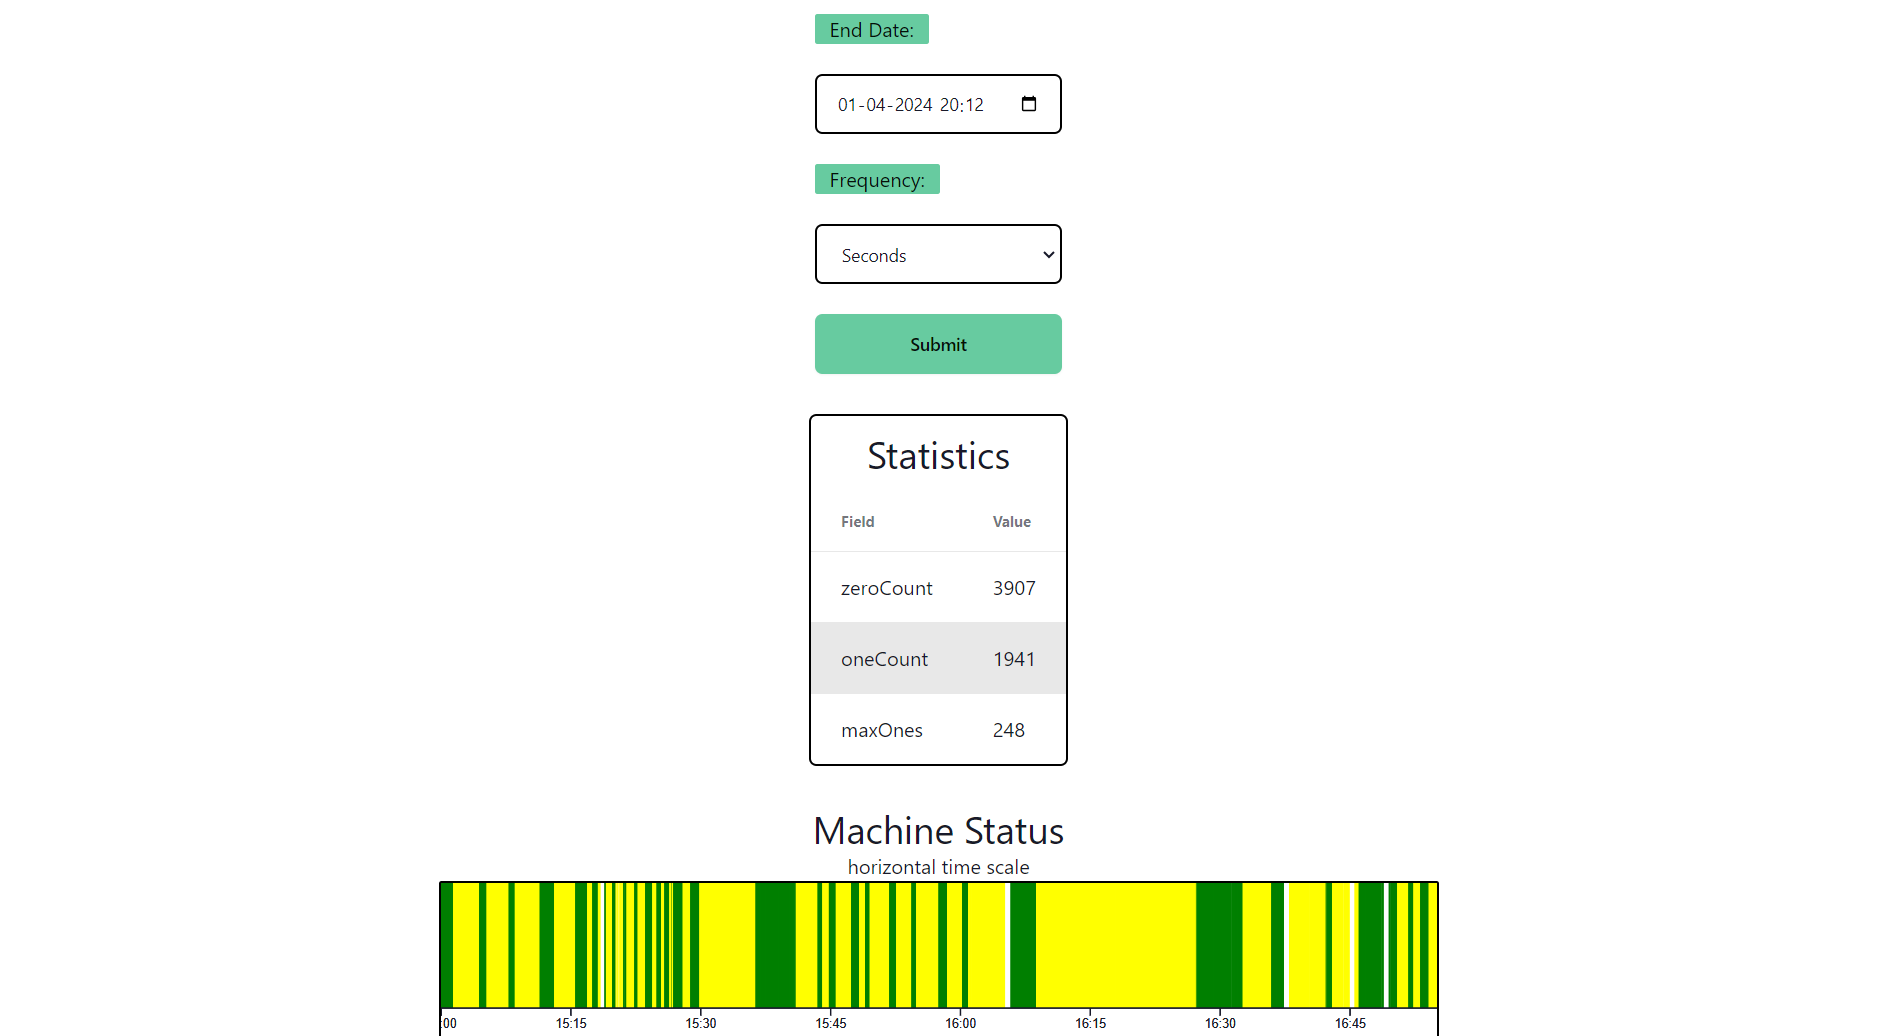 End Date:
01-04-2024 20:12
Frequency:
Seconds
Submit
Statistics
Field Value
zeroCount 3907
oneCount 1941
maxOnes 248
Machine Status
horizontal time scale
:00 15:15 15:30 15:45 16:00 16:15 16:30 16:45